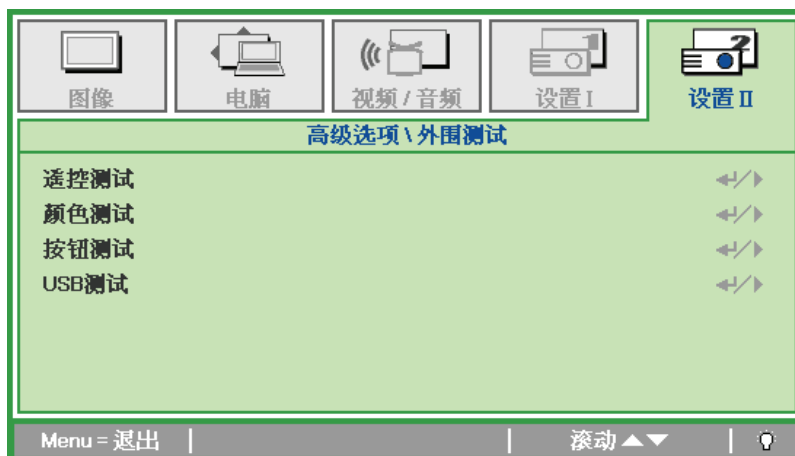 图像 电脑 视频 / 音频 设置 I 设置 II
高级选项 \ 外围测试
遥控测试
颜色测试
按钮测试
USB测试
Menu = 退出 滚动▲▼